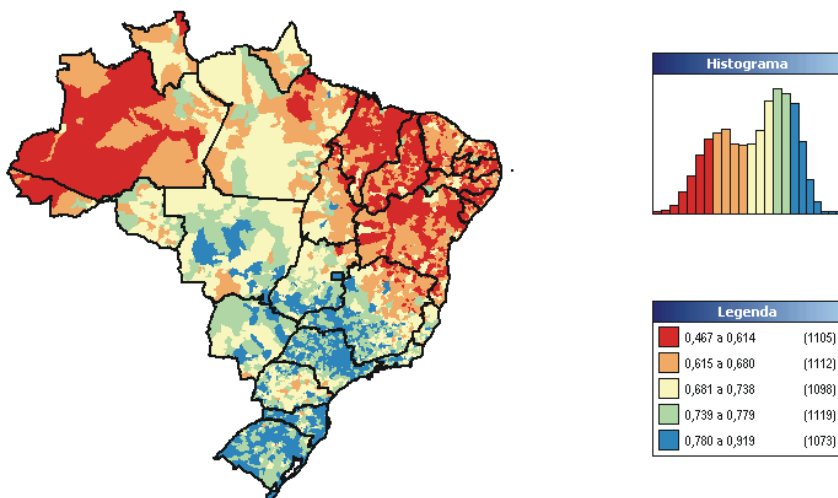 Histograma
Legenda
0,467 a 0,614 (1105)
0,615 a 0,680 (1112)
0,681 a 0,738 (1098)
0,739 a 0,779 (1119)
0,780 a 0,919 (1073)